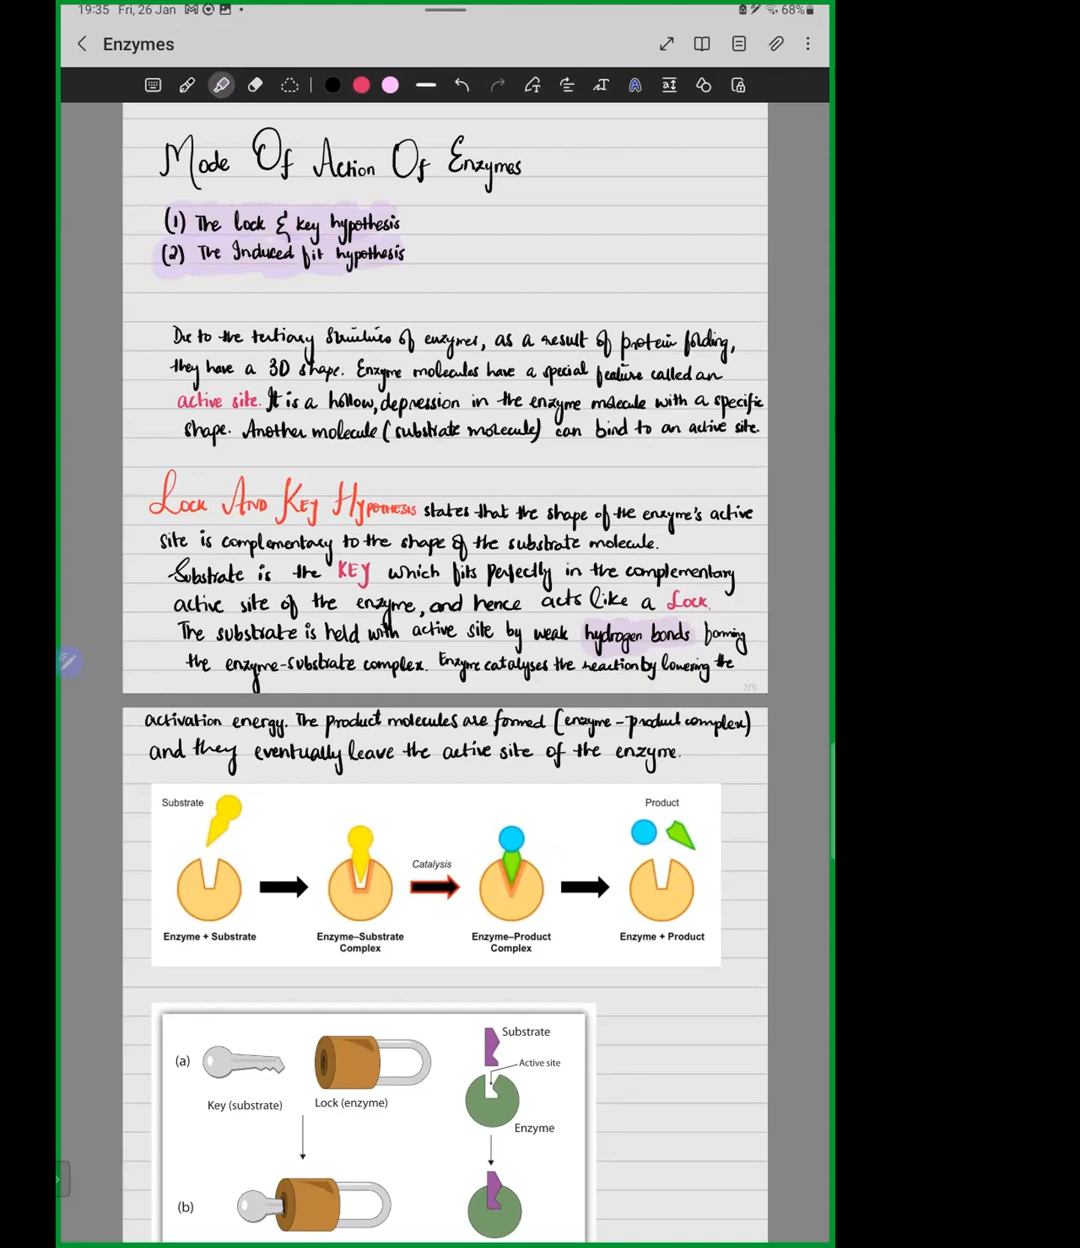 19:35 Fri, 26 Jan
68%
Enzymes
Mode Of Action Of Enzymes
(1) The Lock & key hypothesis
(2) The Induced fit hypothesis
Due to the tertiary structures of enzymes, as a result of protein folding,
they have a 3D shape. Enzyme molecules have a special feature called an
active site. It is a hollow, depression in the enzyme molecule with a specific
shape. Another molecule (substrate molecule) can bind to an active site.
LOCK AND KEY HYPOTHESIS states that the shape of the enzyme's active
site is complementary to the shape of the substrate molecule.
Substrate is the KEY which fits perfectly in the complementary
active site of the enzyme, and hence acts like a Lock.
The substrate is held with active site by weak hydrogen bonds forming
the enzyme-substrate complex. Enzyme catalyses the reaction by lowering the
activation energy. The product molecules are formed (enzyme-product complex)
and they eventually leave the active site of the enzyme.
Substrate
Product
Catalysis
Enzyme + Substrate
Enzyme–Substrate Complex
Enzyme–Product Complex
Enzyme + Product
(a)
Key (substrate)
Lock (enzyme)
Substrate
Active site
Enzyme
(b)